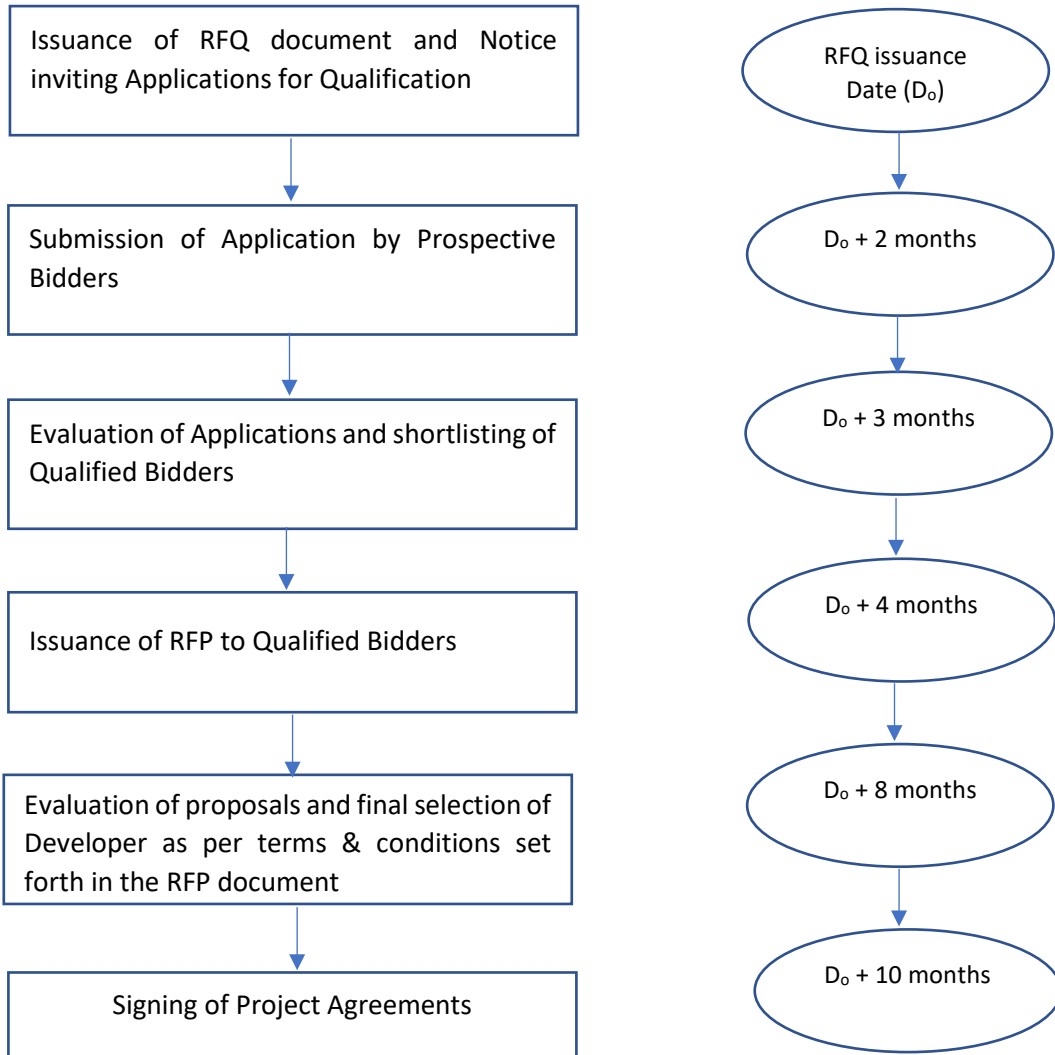 Issuance of RFQ document and Notice
inviting Applications for Qualification
RFQ issuance
Date (Dₒ)
Submission of Application by Prospective
Bidders
Dₒ + 2 months
Evaluation of Applications and shortlisting of
Qualified Bidders
Dₒ + 3 months
Issuance of RFP to Qualified Bidders
Dₒ + 4 months
Evaluation of proposals and final selection of
Developer as per terms & conditions set
forth in the RFP document
Dₒ + 8 months
Signing of Project Agreements
Dₒ + 10 months